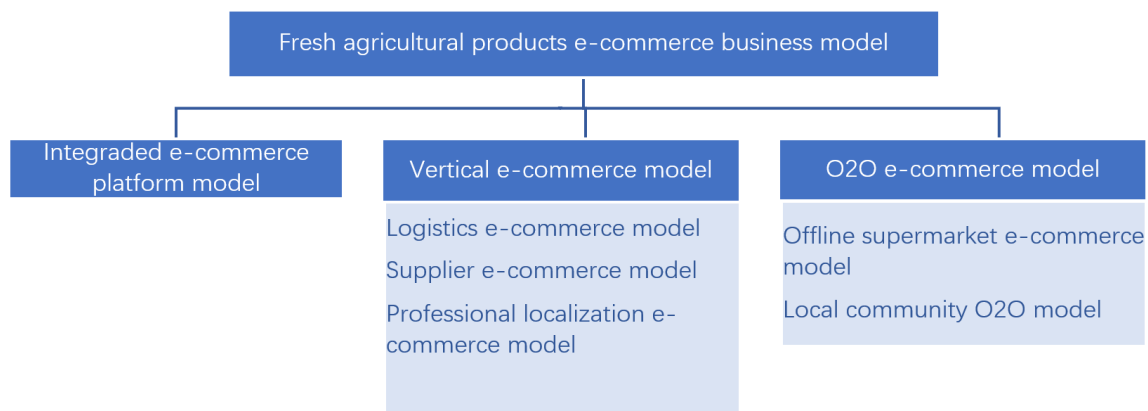 Fresh agricultural products e-commerce business model
Integraded e-commerce
platform model
Vertical e-commerce model
Logistics e-commerce model
Supplier e-commerce model
Professional localization e-
commerce model
O2O e-commerce model
Offline supermarket e-commerce
model
Local community O2O model